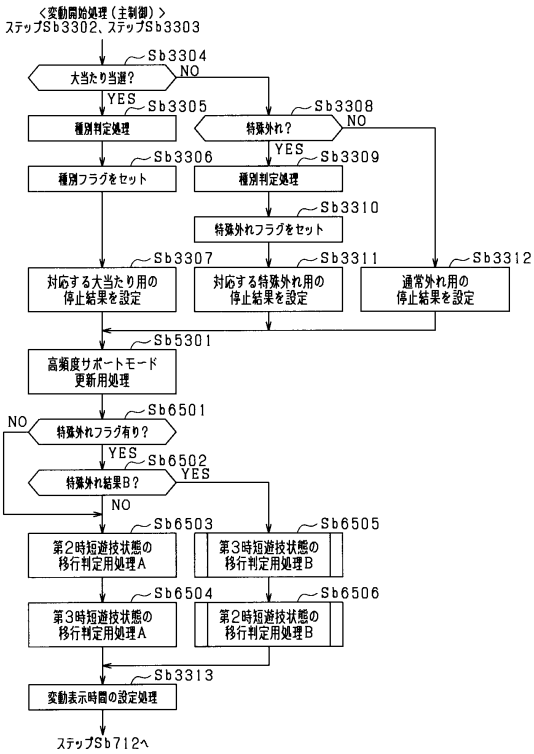 ＜変動開始処理(主制御)＞
ステップSb3302、ステップSb3303
Sb3304
大当たり当選？
NO
YES
Sb3305
種別判定処理
Sb3306
種別フラグをセット
Sb3307
対応する大当たり用の
停止結果を設定
Sb3308
特殊外れ？
NO
YES
Sb3309
種別判定処理
Sb3310
特殊外れフラグをセット
Sb3311
対応する特殊外れ用の
停止結果を設定
Sb3312
通常外れ用の
停止結果を設定
Sb5301
高頻度サポートモード
更新用処理
Sb6501
特殊外れフラグ有り？
NO
YES
Sb6502
特殊外れ結果B？
YES
NO
Sb6503
第2時短遊技状態の
移行判定用処理A
Sb6504
第3時短遊技状態の
移行判定用処理A
Sb6505
第3時短遊技状態の
移行判定用処理B
Sb6506
第2時短遊技状態の
移行判定用処理B
Sb3313
変動表示時間の設定処理
ステップSb712へ